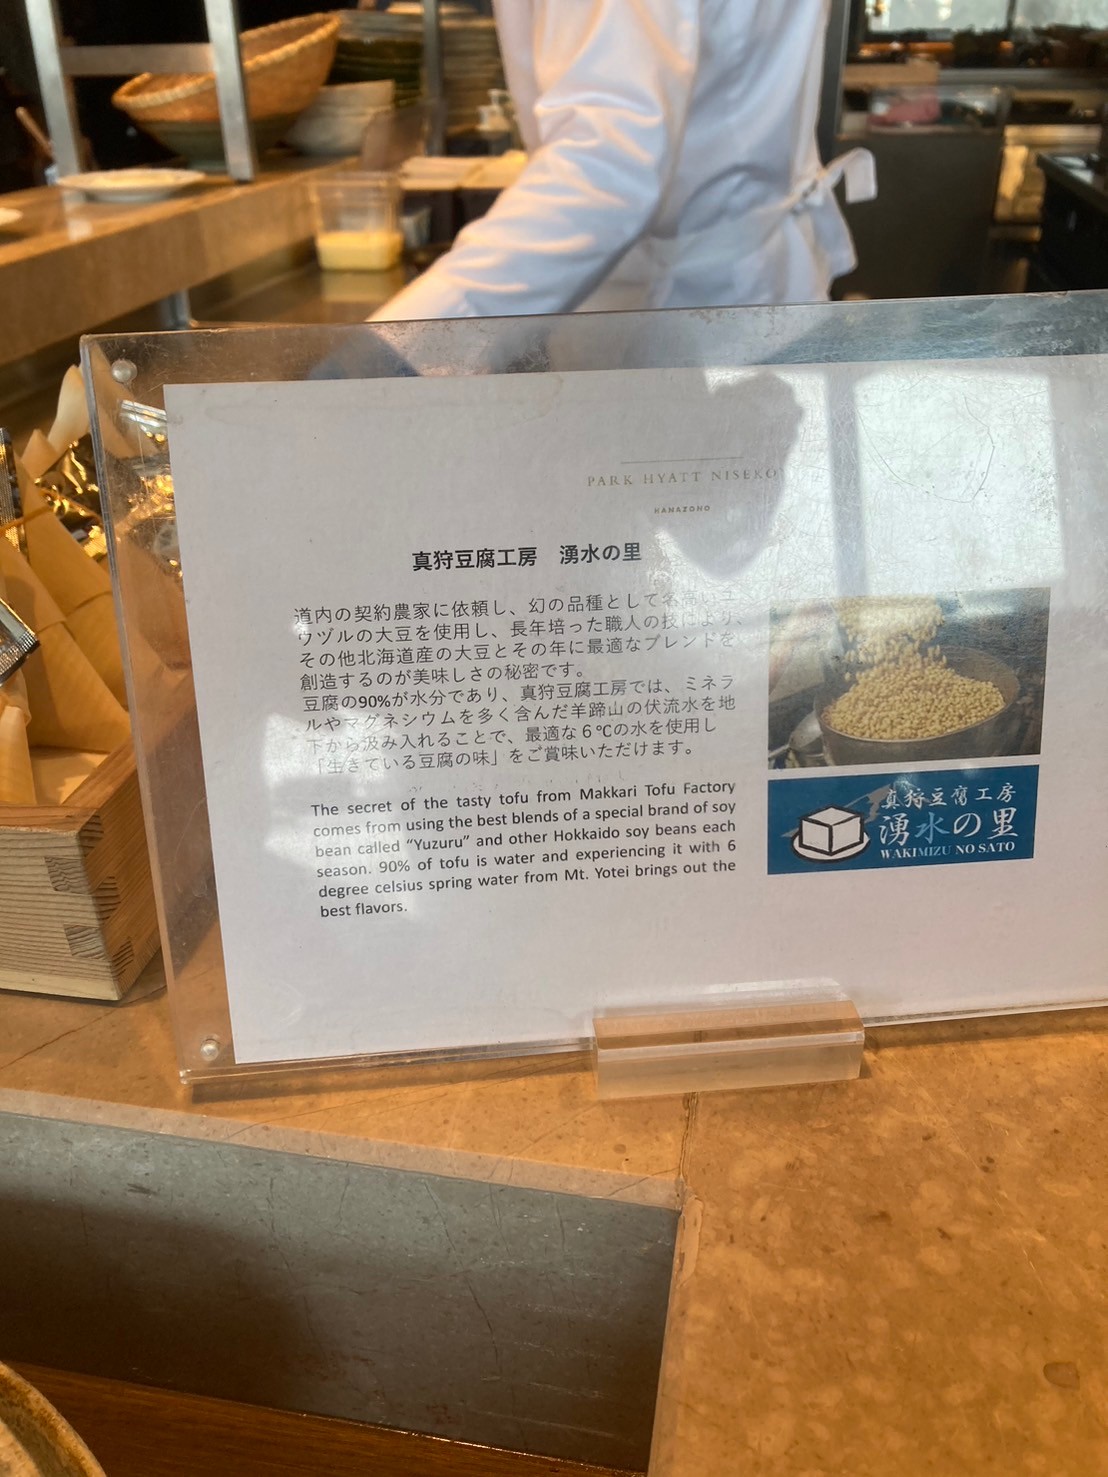 PARK HYATT NISEKO
HANAZONO
真狩豆腐工房　湧水の里
道内の契約農家に依頼し、幻の品種として名高いユ
ウヅルの大豆を使用し、長年培った職人の技により、
その他北海道産の大豆とその年に最適なブレンドを
創造するのが美味しさの秘密です。
豆腐の90%が水分であり、真狩豆腐工房では、ミネラ
ルやマグネシウムを多く含んだ羊蹄山の伏流水を地
下から汲み入れることで、最適な６℃の水を使用し
「生きている豆腐の味」をご賞味いただけます。
The secret of the tasty tofu from Makkari Tofu Factory
comes from using the best blends of a special brand of soy
bean called “Yuzuru” and other Hokkaido soy beans each
season. 90% of tofu is water and experiencing it with 6
degree celsius spring water from Mt. Yotei brings out the
best flavors.
真狩豆腐工房
湧水の里
WAKIMIZU NO SATO